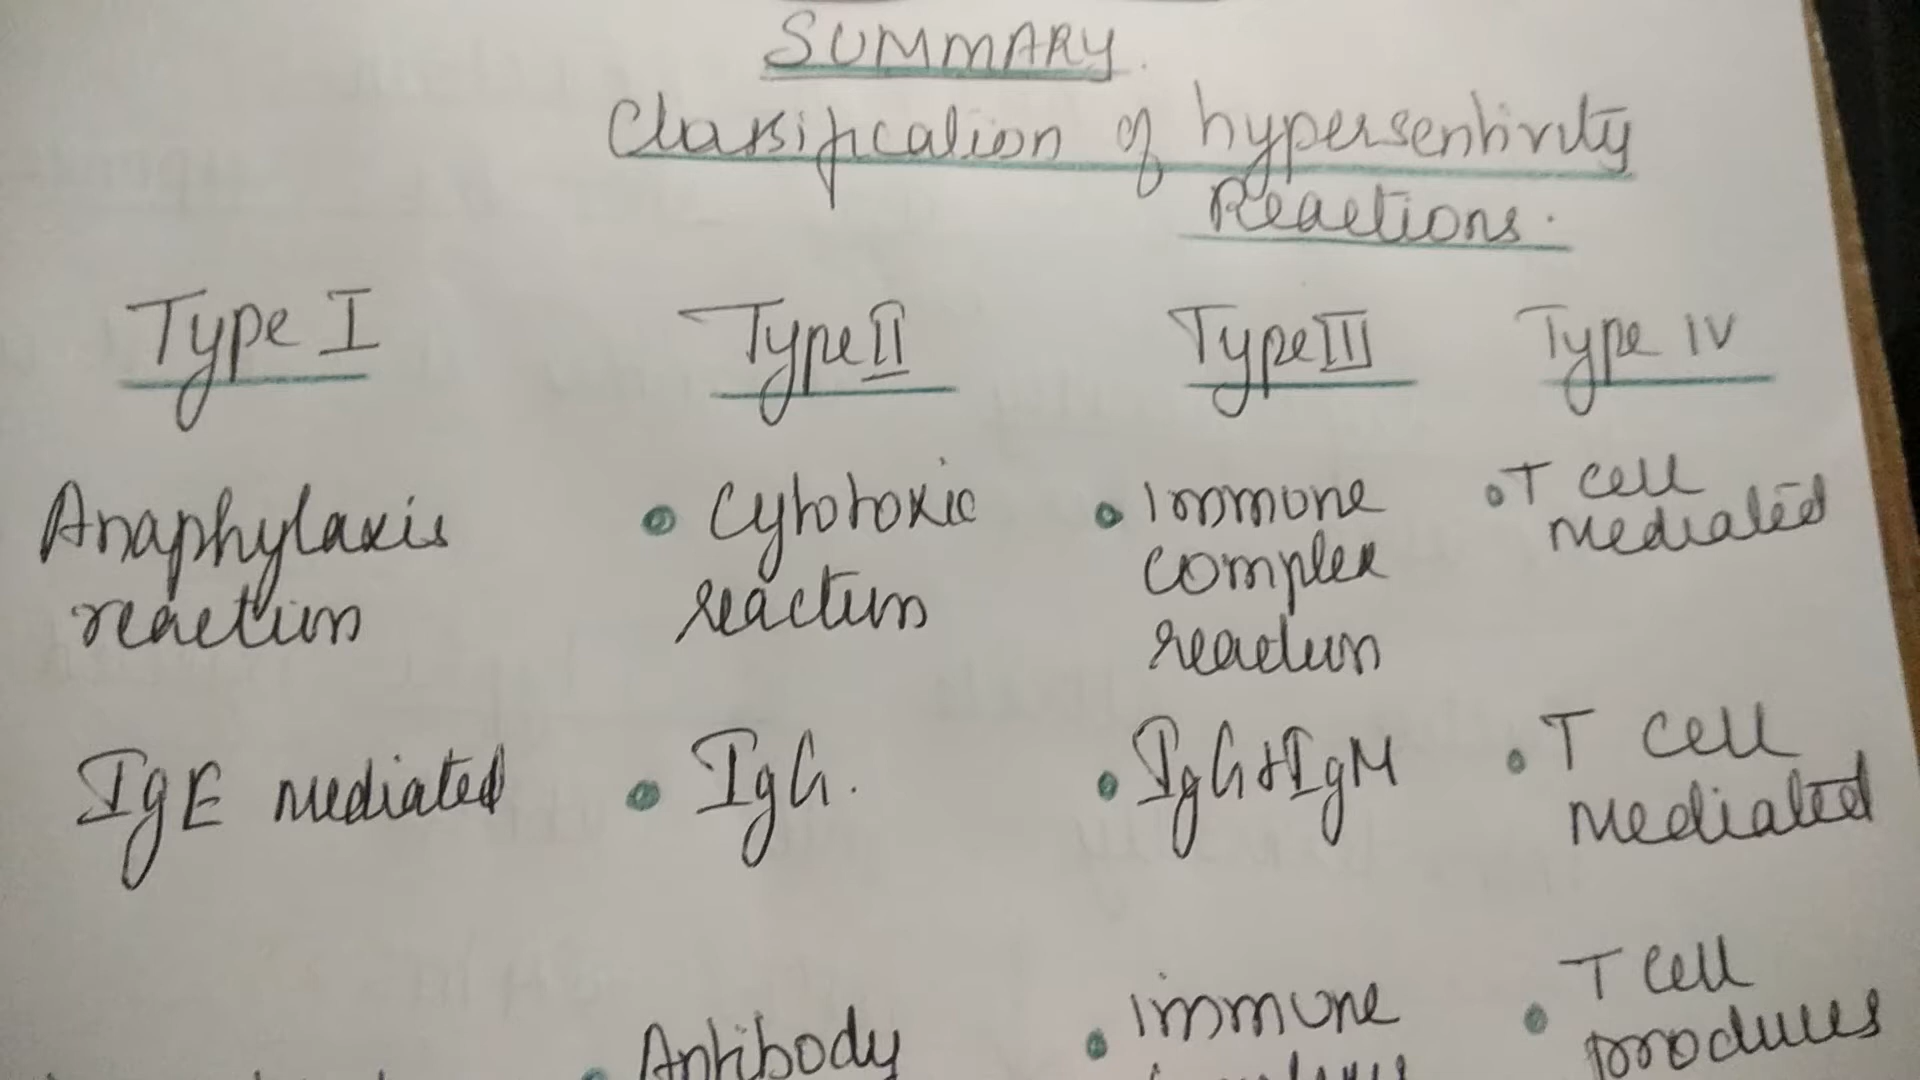 SUMMARY.
Classification of hypersentivity
Reactions.
Type I
Type II
Type III
Type IV
Anaphylaxis
reaction
• Cytotoxic
reaction
• Immune
complex
reaction
• T cell
mediated
IgE mediated
• IgG.
• IgG+IgM
• T cell
mediated
Antibody
• immune
• T cell
produces